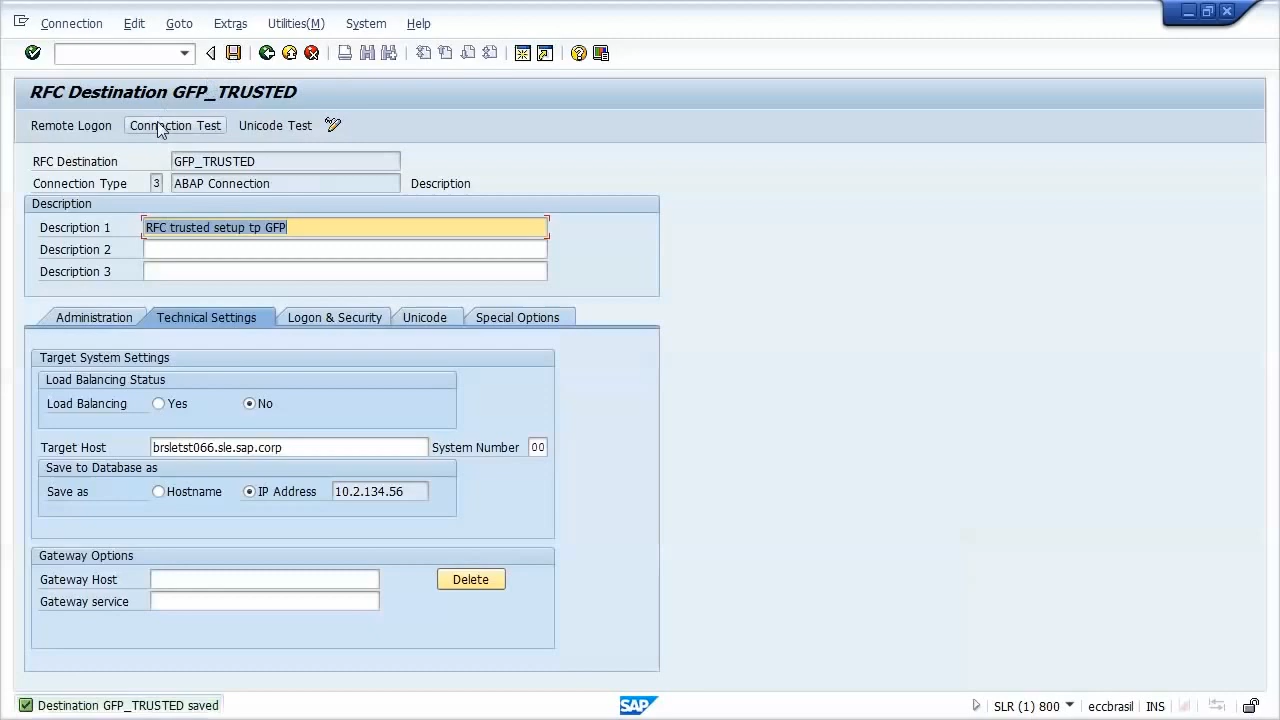 Connection Edit Goto Extras Utilities(M) System Help
RFC Destination GFP_TRUSTED
Remote Logon Connection Test Unicode Test
RFC Destination GFP_TRUSTED
Connection Type 3 ABAP Connection Description
Description
Description 1 RFC trusted setup tp GFP
Description 2
Description 3
Administration Technical Settings Logon & Security Unicode Special Options
Target System Settings
Load Balancing Status
Load Balancing Yes No
Target Host brsletst066.sle.sap.corp System Number 00
Save to Database as
Save as Hostname IP Address 10.2.134.56
Gateway Options
Gateway Host Delete
Gateway service
Destination GFP_TRUSTED saved SAP SLR (1) 800 eccbrasil INS